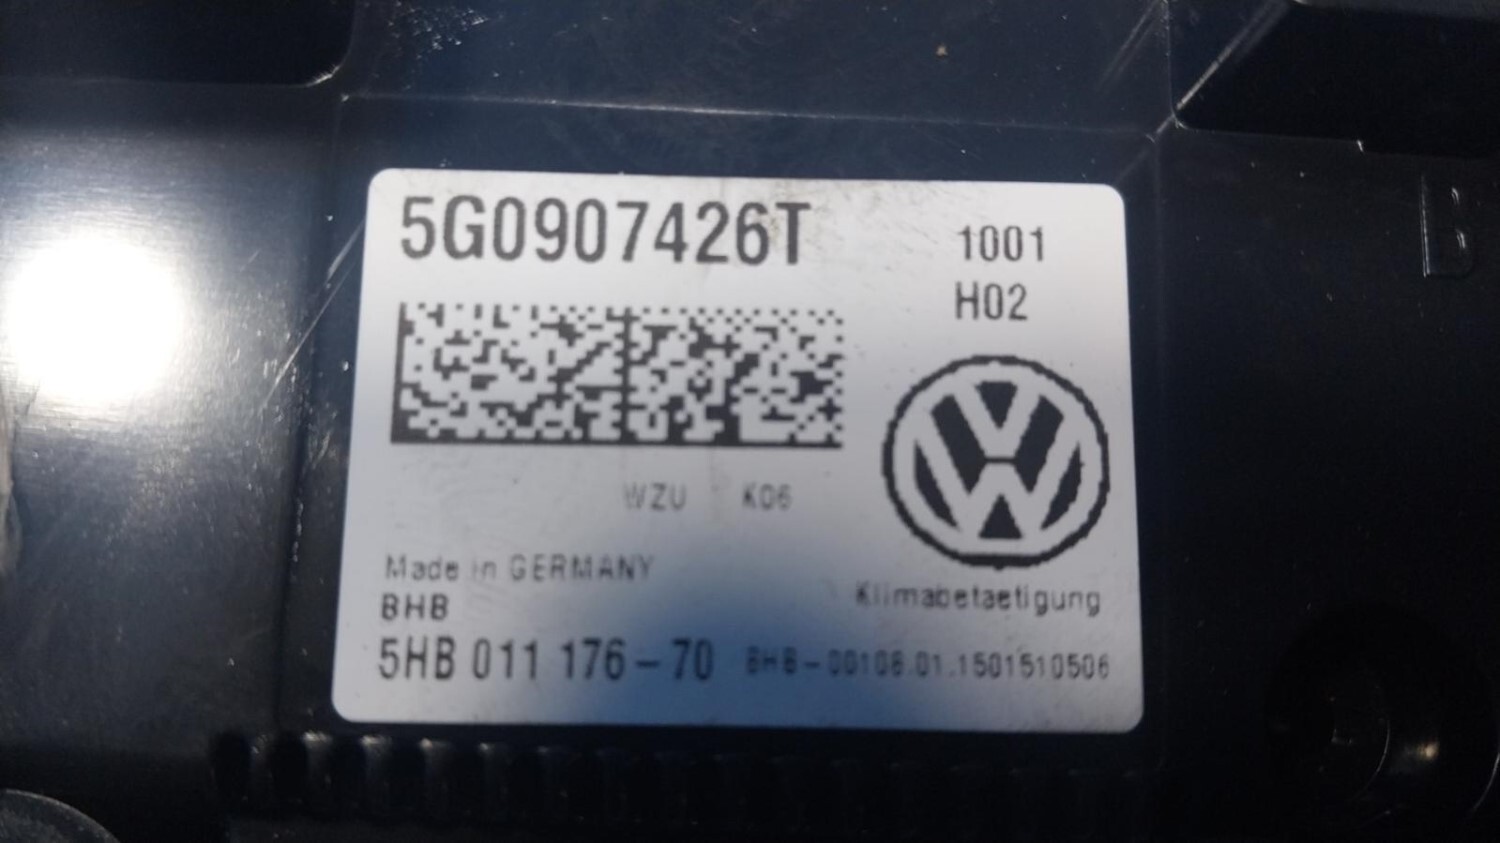 5G0907426T
1001
H02
WZU K06
Made in GERMANY
BHB
Klimabetaetigung
5HB 011 176-70 BHB-00108.01.1501510506
B